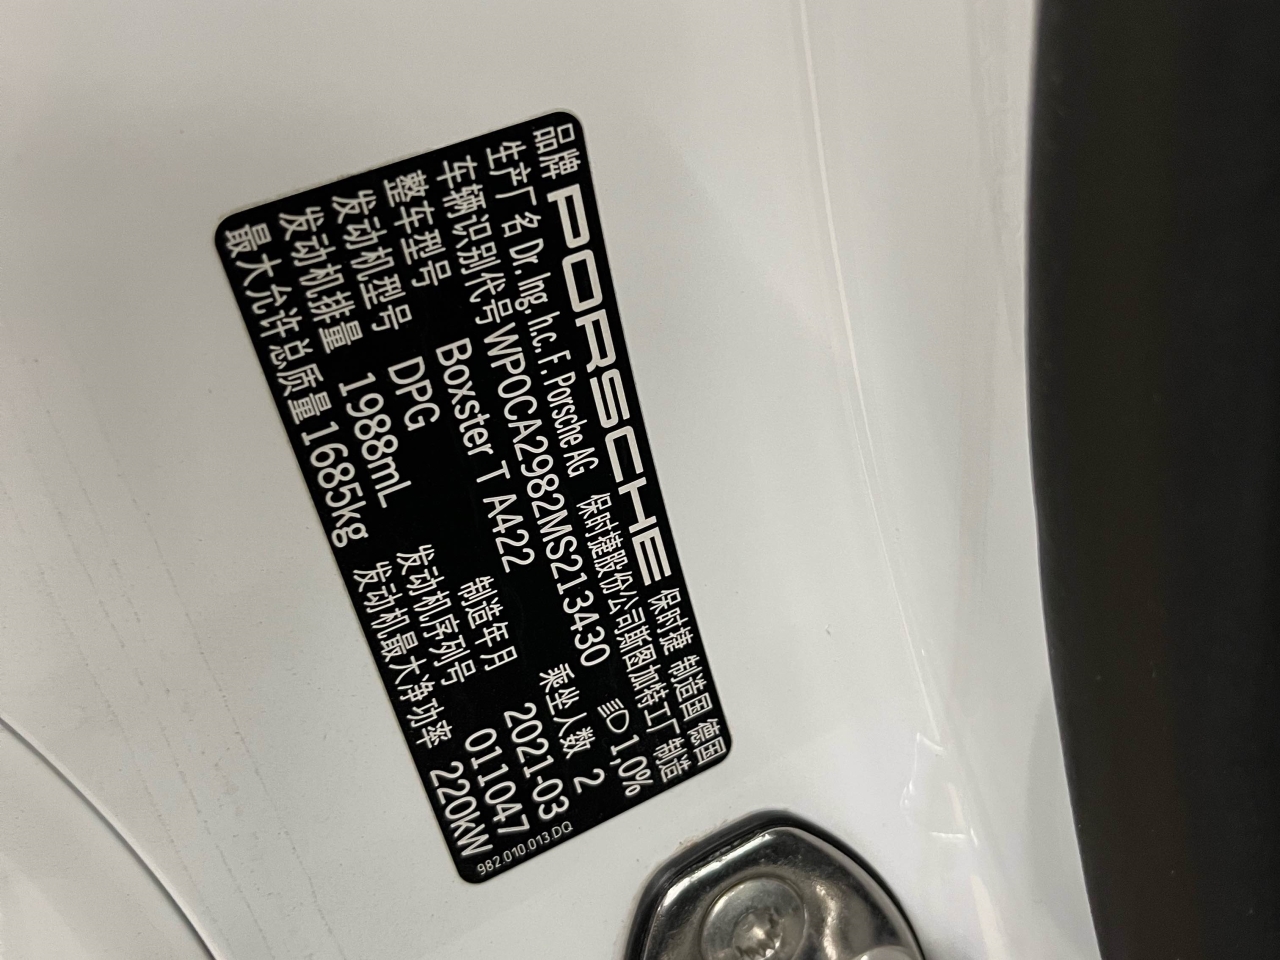 品牌 PORSCHE 保时捷 制造国 德国
生产厂名 Dr. Ing. h.c. F. Porsche AG 保时捷股份公司斯图加特工厂 制造
车辆识别代号 WP0CA2982MS213430 1,0%
整车型号 Boxster T A422 乘坐人数 2
发动机型号 DPG 制造年月 2021-03
发动机排量 1988mL 发动机序列号 011047
最大允许总质量 1685kg 发动机最大净功率 220kW
982.010.013.DQ